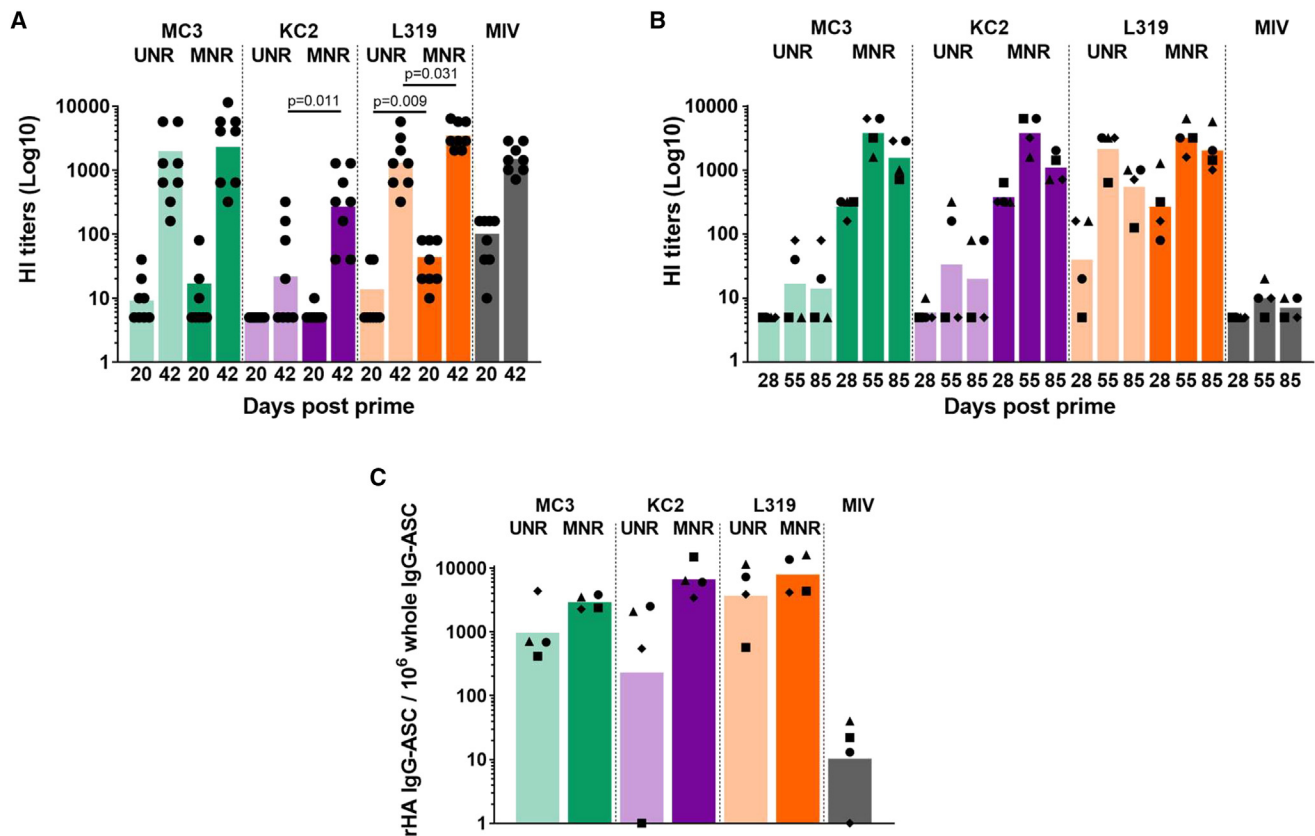 A
MC3 KC2 L319 MIV
UNR MNR UNR MNR UNR MNR
p=0.031
p=0.011 p=0.009
HI titers (Log10)
10000
1000
100
10
1
20 42 20 42 20 42 20 42 20 42 20 42 20 42
Days post prime
B
MC3 KC2 L319 MIV
UNR MNR UNR MNR UNR MNR
HI titers (Log10)
10000
1000
100
10
1
28 55 85 28 55 85 28 55 85 28 55 85 28 55 85 28 55 85 28 55 85
Days post prime
C
MC3 KC2 L319 MIV
UNR MNR UNR MNR UNR MNR
rHA IgG-ASC / 10⁶ whole IgG-ASC
10000
1000
100
10
1